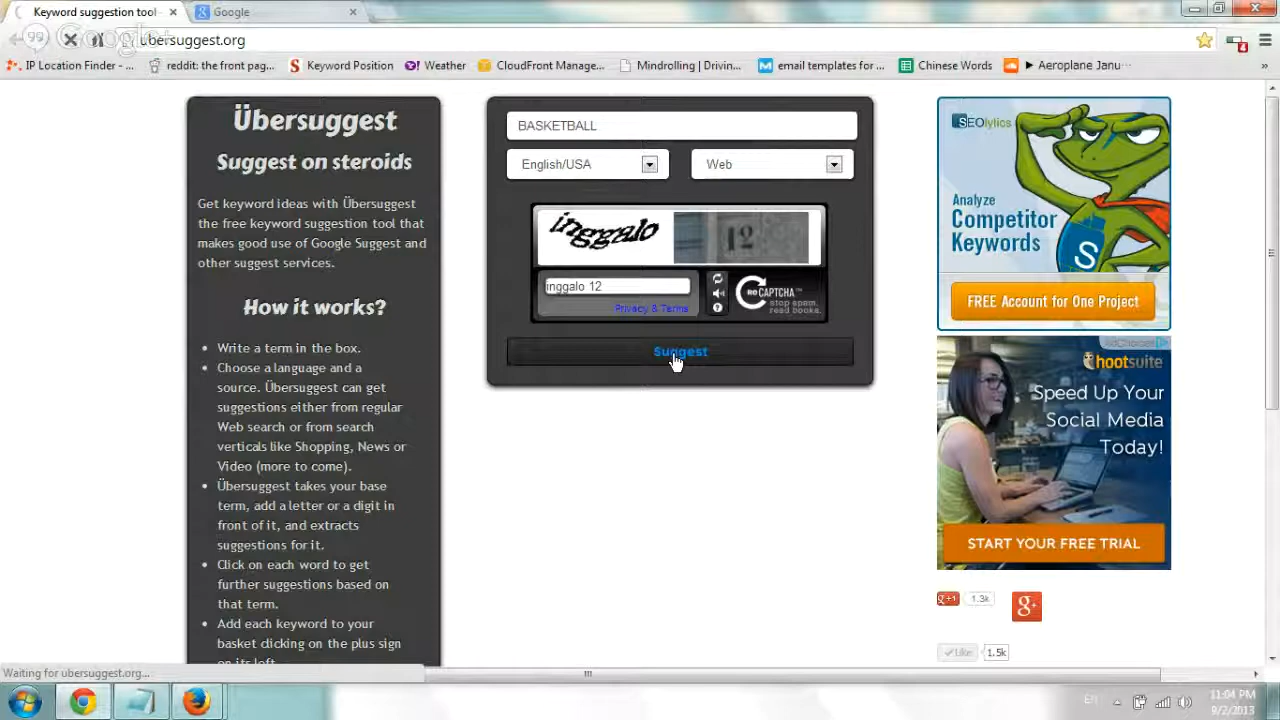 Keyword suggestion tool
Google
ubersuggest.org
IP Location Finder - ...
reddit: the front pag...
Keyword Position
Weather
CloudFront Manage...
Mindrolling | Drivin...
email templates for ...
Chinese Words
► Aeroplane Janu···
»
Übersuggest
Suggest on steroids
Get keyword ideas with Übersuggest
the free keyword suggestion tool that
makes good use of Google Suggest and
other suggest services.
How it works?
• Write a term in the box.
• Choose a language and a
source. Übersuggest can get
suggestions either from regular
Web search or from search
verticals like Shopping, News or
Video (more to come).
• Übersuggest takes your base
term, add a letter or a digit in
front of it, and extracts
suggestions for it.
• Click on each word to get
further suggestions based on
that term.
• Add each keyword to your
basket clicking on the plus sign
on its left.
BASKETBALL
English/USA
Web
inggalo
12
inggalo 12
Privacy & Terms
reCAPTCHA™
stop spam.
read books.
Suggest
SEOlytics
Analyze
Competitor
Keywords
S
FREE Account for One Project
AdChoices
hootsuite
Speed Up Your
Social Media
Today!
START YOUR FREE TRIAL
g +1
1.3k
g+
Like
1.5k
Waiting for ubersuggest.org...
EN
11:04 PM
9/2/2013